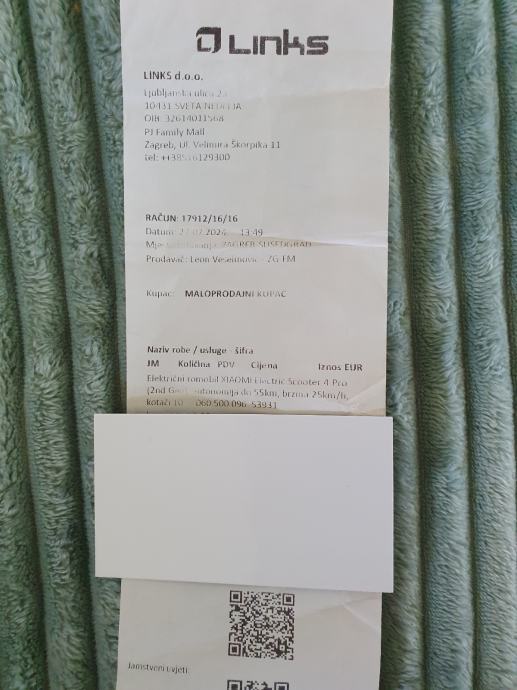 LINKS
LINKS d.o.o.
Ljubljanska ulica 2a
10431 SVETA NEDELJA
OIB: 32614011568
PJ Family Mall
Zagreb, Ul. Velimira Škorpika 11
tel: ++38516129300
RAČUN: 17912/16/16
Datum: 2024 13:49
ZAGREB SUSEDGRAD
Prodavač: Leon - ZG FM
Kupac: MALOPRODAJNI KUPAC
Naziv robe / usluge - šifra
JM Količina PDV Cijena Iznos EUR
Električni romobil XIAOMI Electric Scooter 4 Pro
(2nd Gen), autonomija do 55km, brzina 25km/h,
kotači 10 060.500.096 53931
Jamstveni uvjeti: